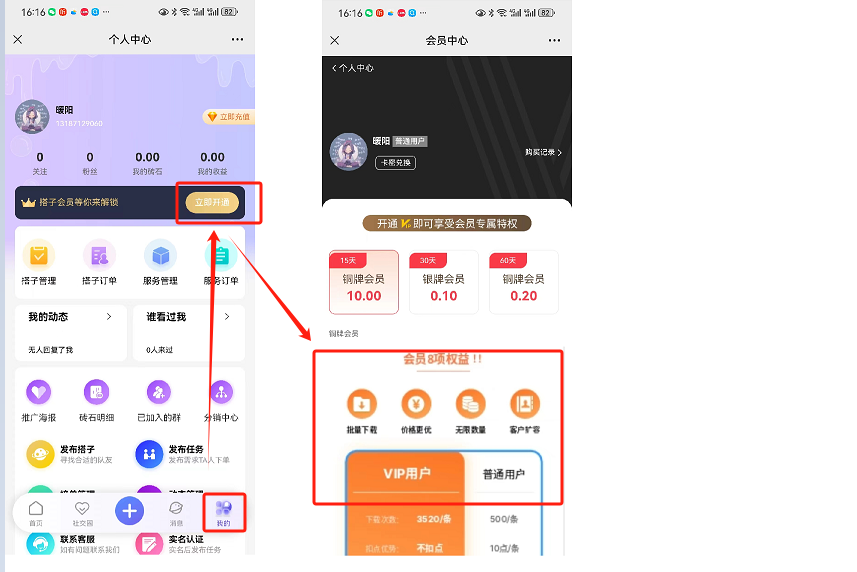 16:16
82
个人中心
暖阳
13187129060
立即充值
0
0
0.00
0.00
关注
粉丝
我的砖石
我的收益
搭子会员等你来解锁
立即开通
搭子管理
搭子订单
服务管理
服务订单
我的动态
谁看过我
无人回复了我
0人来过
推广海报
砖石明细
已加入的群
分销中心
发布搭子
寻找合适的队友
发布任务
发布需求TA人下单
首页
社交圈
消息
我的
联系客服
如有问题联系我们
实名认证
实名后发布任务
16:16
82
会员中心
个人中心
暖阳
普通用户
卡密兑换
购买记录
开通
即可享受会员专属特权
15天
铜牌会员
10.00
30天
银牌会员
0.10
60天
铜牌会员
0.20
铜牌会员
会员8项权益!!
批量下载
价格更优
无限数量
客户扩容
VIP用户
普通用户
下载次数:
3520/条
500/条
扣点优势:
不扣点
10点/条